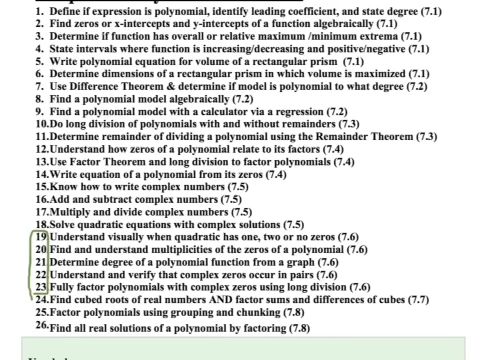 1. Define if expression is polynomial, identify leading coefficient, and state degree (7.1)
2. Find zeros or x-intercepts and y-intercepts of a function algebraically (7.1)
3. Determine if function has overall or relative maximum /minimum extrema (7.1)
4. State intervals where function is increasing/decreasing and positive/negative (7.1)
5. Write polynomial equation for volume of a rectangular prism (7.1)
6. Determine dimensions of a rectangular prism in which volume is maximized (7.1)
7. Use Difference Theorem & determine if model is polynomial to what degree (7.2)
8. Find a polynomial model algebraically (7.2)
9. Find a polynomial model with a calculator via a regression (7.2)
10.Do long division of polynomials with and without remainders (7.3)
11.Determine remainder of dividing a polynomial using the Remainder Theorem (7.3)
12.Understand how zeros of a polynomial relate to its factors (7.4)
13.Use Factor Theorem and long division to factor polynomials (7.4)
14.Write equation of a polynomial from its zeros (7.4)
15.Know how to write complex numbers (7.5)
16.Add and subtract complex numbers (7.5)
17.Multiply and divide complex numbers (7.5)
18.Solve quadratic equations with complex solutions (7.5)
19.Understand visually when quadratic has one, two or no zeros (7.6)
20.Find and understand multiplicities of the zeros of a polynomial (7.6)
21.Determine degree of a polynomial function from a graph (7.6)
22.Understand and verify that complex zeros occur in pairs (7.6)
23.Fully factor polynomials with complex zeros using long division (7.6)
24.Find cubed roots of real numbers AND factor sums and differences of cubes (7.7)
25.Factor polynomials using grouping and chunking (7.8)
26.Find all real solutions of a polynomial by factoring (7.8)